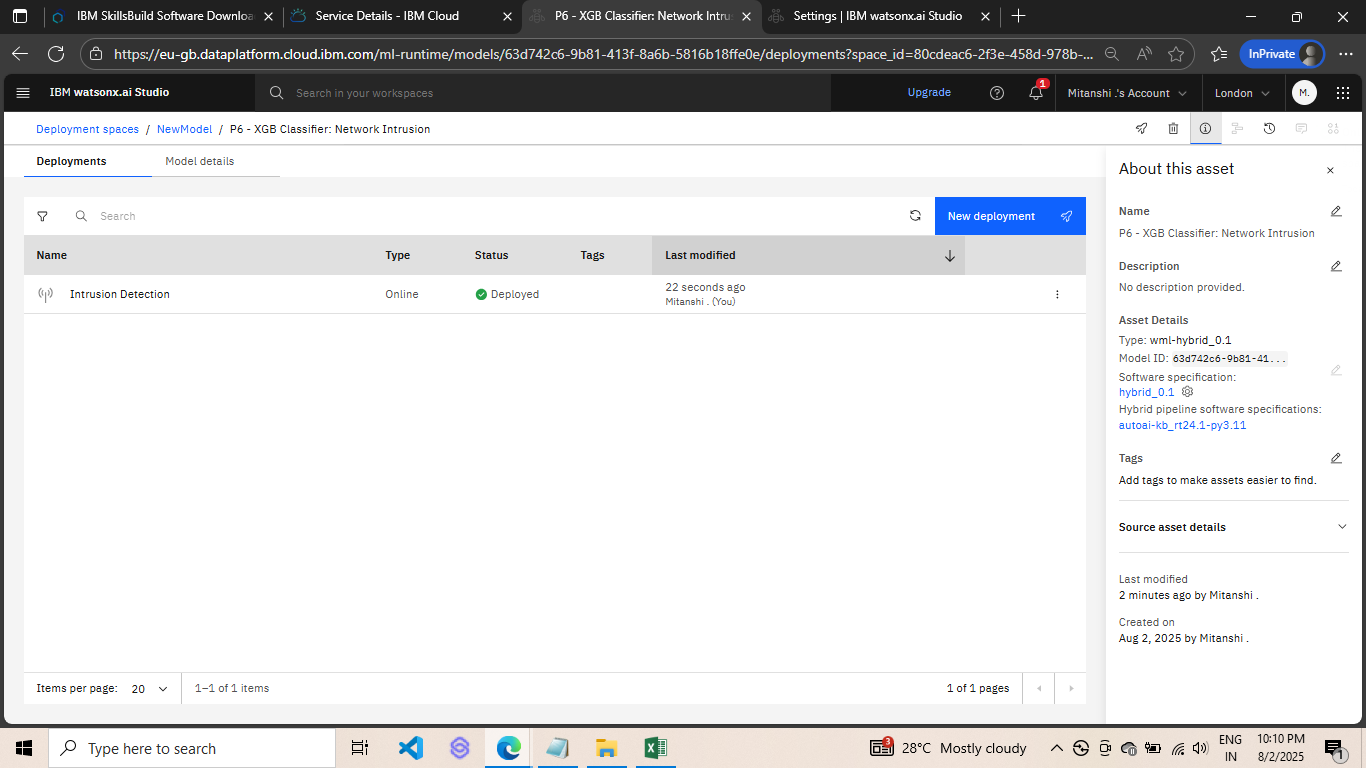 IBM SkillsBuild Software Downloa
Service Details - IBM Cloud
P6 - XGB Classifier: Network Intrus
Settings | IBM watsonx.ai Studio
https://eu-gb.dataplatform.cloud.ibm.com/ml-runtime/models/63d742c6-9b81-413f-8a6b-5816b18ffe0e/deployments?space_id=80cdeac6-2f3e-458d-978b-...
InPrivate
IBM watsonx.ai Studio
Search in your workspaces
Upgrade
1
Mitanshi .'s Account
London
M.
Deployment spaces / NewModel / P6 - XGB Classifier: Network Intrusion
Deployments
Model details
Search
New deployment
Name Type Status Tags Last modified
Intrusion Detection Online Deployed 22 seconds ago
Mitanshi . (You)
Items per page: 20
1–1 of 1 items
1 of 1 pages
About this asset
Name
P6 - XGB Classifier: Network Intrusion
Description
No description provided.
Asset Details
Type: wml-hybrid_0.1
Model ID: 63d742c6-9b81-41...
Software specification:
hybrid_0.1
Hybrid pipeline software specifications:
autoai-kb_rt24.1-py3.11
Tags
Add tags to make assets easier to find.
Source asset details
Last modified
2 minutes ago by Mitanshi .
Created on
Aug 2, 2025 by Mitanshi .
Type here to search
3
28°C Mostly cloudy
ENG
IN
10:10 PM
8/2/2025
1